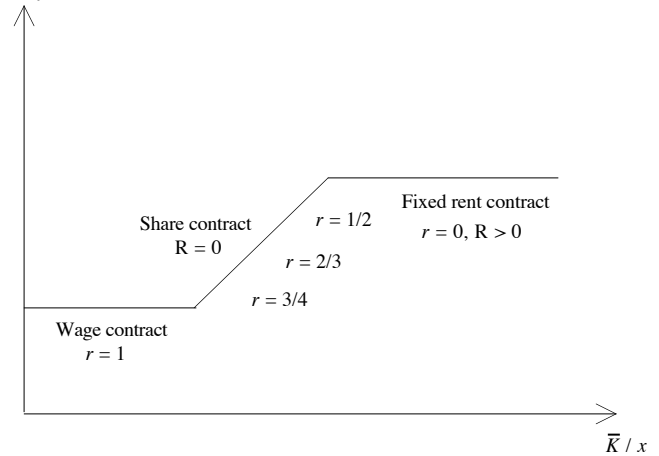 Share contract
R = 0
r = 1/2
r = 2/3
r = 3/4
Fixed rent contract
r = 0, R > 0
Wage contract
r = 1
K̅ / x